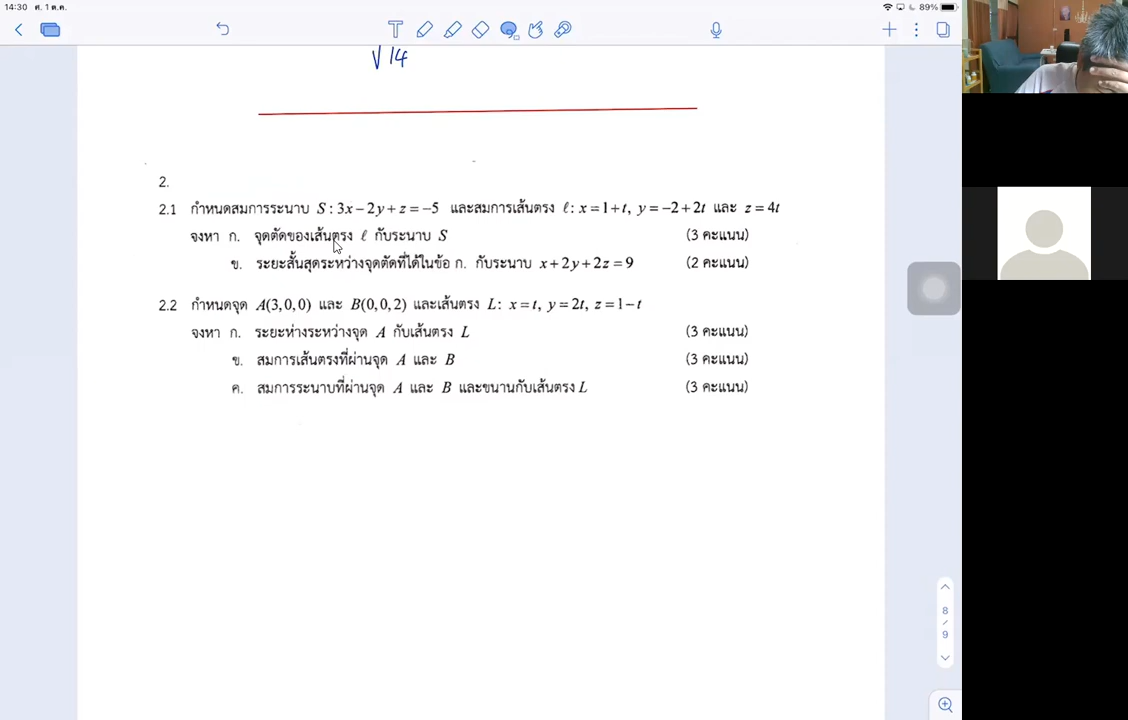 14:30 ศ. 1 ต.ค. 89%
√14
2.
2.1 กำหนดสมการระนาบ S : 3x − 2y + z = −5 และสมการเส้นตรง ℓ : x = 1 + t, y = −2 + 2t และ z = 4t
จงหา ก. จุดตัดของเส้นตรง ℓ กับระนาบ S (3 คะแนน)
ข. ระยะสั้นสุดระหว่างจุดตัดที่ได้ในข้อ ก. กับระนาบ x + 2y + 2z = 9 (2 คะแนน)
2.2 กำหนดจุด A(3,0,0) และ B(0,0,2) และเส้นตรง L : x = t, y = 2t, z = 1 − t
จงหา ก. ระยะห่างระหว่างจุด A กับเส้นตรง L (3 คะแนน)
ข. สมการเส้นตรงที่ผ่านจุด A และ B (3 คะแนน)
ค. สมการระนาบที่ผ่านจุด A และ B และขนานกับเส้นตรง L (3 คะแนน)
8
/
9